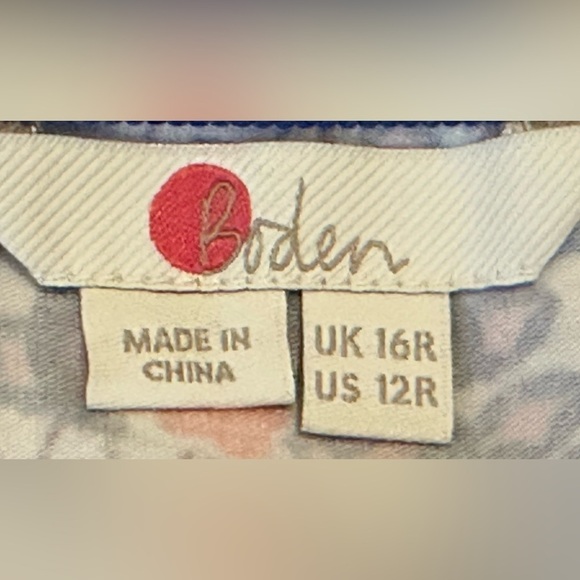 Boden
MADE IN
CHINA
UK 16R
US 12R